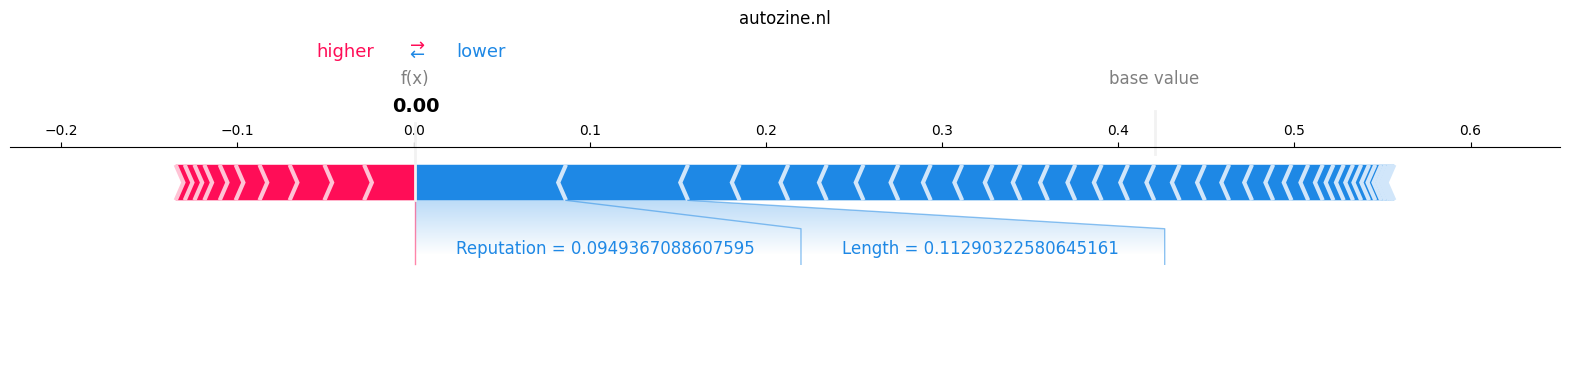 autozine.nl
higher ⇄ lower
f(x)
base value
0.00
−0.2 −0.1 0.0 0.1 0.2 0.3 0.4 0.5 0.6
Reputation = 0.0949367088607595
Length = 0.11290322580645161